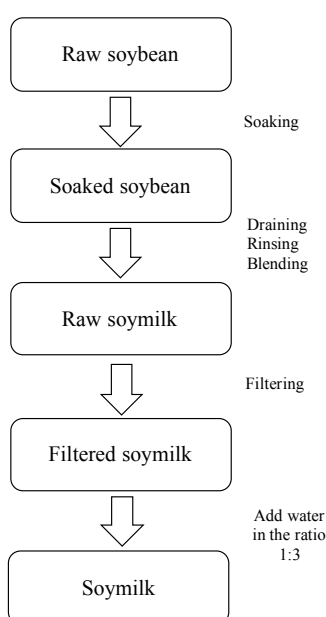 Raw soybean
Soaking
Soaked soybean
Draining
Rinsing
Blending
Raw soymilk
Filtering
Filtered soymilk
Add water
in the ratio
1:3
Soymilk